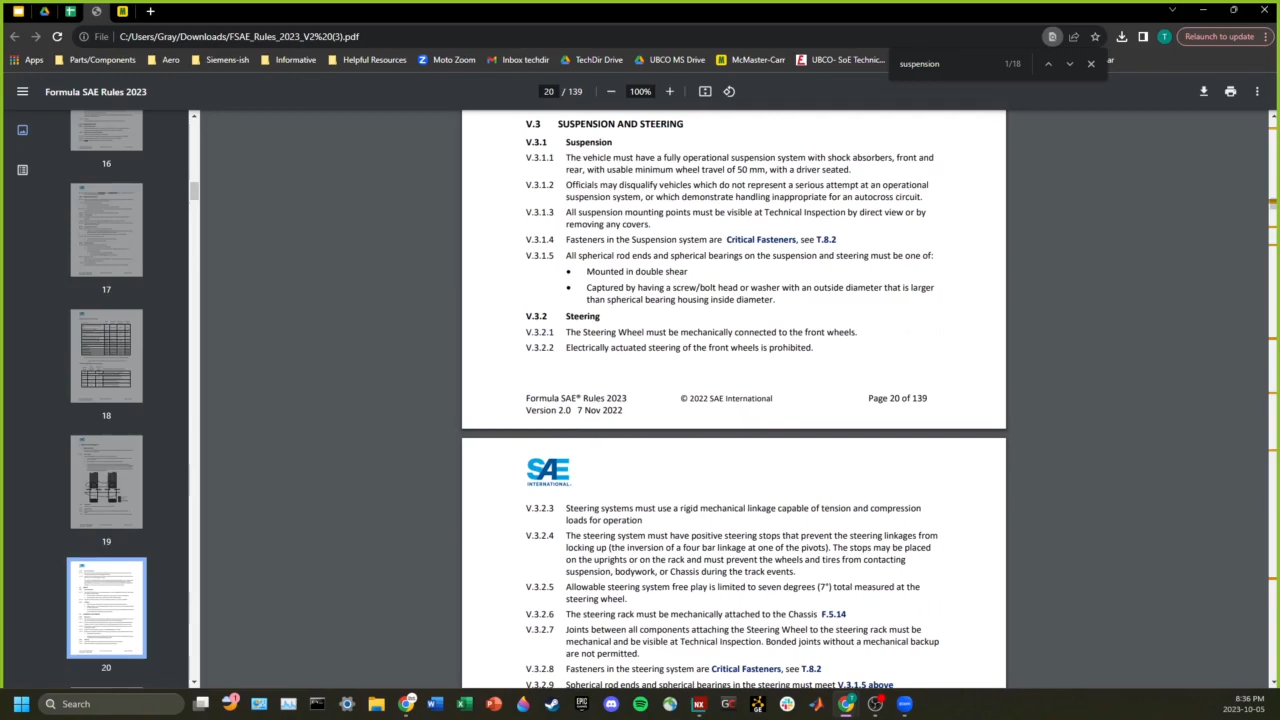 File
C:/Users/Gray/Downloads/FSAE_Rules_2023_V2%20(3).pdf
T
Relaunch to update
Apps
Parts/Components
Aero
Siemens-ish
Informative
Helpful Resources
Moto Zoom
Inbox techdir
TechDir Drive
UBCO MS Drive
McMaster-Carr
UBCO- SoE Technic...
suspension
1/18
Formula SAE Rules 2023
20 / 139
100%
16
17
18
19
20
V.3 SUSPENSION AND STEERING
V.3.1 Suspension
V.3.1.1 The vehicle must have a fully operational suspension system with shock absorbers, front and
rear, with usable minimum wheel travel of 50 mm, with a driver seated.
V.3.1.2 Officials may disqualify vehicles which do not represent a serious attempt at an operational
suspension system, or which demonstrate handling inappropriate for an autocross circuit.
V.3.1.3 All suspension mounting points must be visible at Technical Inspection by direct view or by
removing any covers.
V.3.1.4 Fasteners in the Suspension system are Critical Fasteners, see T.8.2
V.3.1.5 All spherical rod ends and spherical bearings on the suspension and steering must be one of:
• Mounted in double shear
• Captured by having a screw/bolt head or washer with an outside diameter that is larger
than spherical bearing housing inside diameter.
V.3.2 Steering
V.3.2.1 The Steering Wheel must be mechanically connected to the front wheels.
V.3.2.2 Electrically actuated steering of the front wheels is prohibited.
Formula SAE® Rules 2023 © 2022 SAE International Page 20 of 139
Version 2.0 7 Nov 2022
SAE
INTERNATIONAL
V.3.2.3 Steering systems must use a rigid mechanical linkage capable of tension and compression
loads for operation
V.3.2.4 The steering system must have positive steering stops that prevent the steering linkages from
locking up (the inversion of a four bar linkage at one of the pivots). The stops may be placed
on the uprights or on the rack and must prevent the wheels and tires from contacting
suspension, bodywork, or Chassis during the track events.
V.3.2.5 Allowable steering system free play is limited to seven degrees (7°) total measured at the
steering wheel.
V.3.2.6 The steering rack must be mechanically attached to the Chassis F.5.14
V.3.2.7 Joints between all components attaching the Steering Wheel to the steering rack must be
mechanical and be visible at Technical Inspection. Bonded joints without a mechanical backup
are not permitted.
V.3.2.8 Fasteners in the steering system are Critical Fasteners, see T.8.2
V.3.2.9 Spherical rod ends and spherical bearings in the steering must meet V.3.1.5 above
Search
8:36 PM
2023-10-05